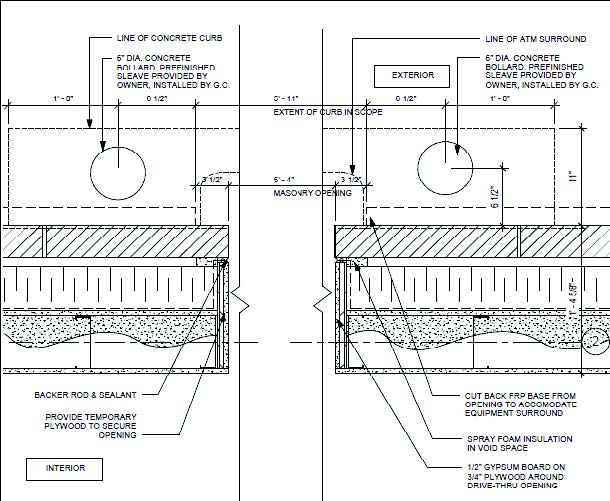 LINE OF CONCRETE CURB
6" DIA. CONCRETE
BOLLARD, PREFINISHED
SLEAVE PROVIDED BY
OWNER, INSTALLED BY G.C.
LINE OF ATM SURROUND
6" DIA. CONCRETE
BOLLARD, PREFINISHED
SLEAVE PROVIDED BY
OWNER, INSTALLED BY G.C.
EXTERIOR
1' - 0"
0 1/2"
5' - 11"
0 1/2"
1' - 0"
EXTENT OF CURB IN SCOPE
3 1/2"
5' - 4"
3 1/2"
MASONRY OPENING
6 1/2"
11"
1' - 4 5/8"
2
BACKER ROD & SEALANT
PROVIDE TEMPORARY
PLYWOOD TO SECURE
OPENING
INTERIOR
CUT BACK FRP BASE FROM
OPENING TO ACCOMODATE
EQUIPMENT SURROUND
SPRAY FOAM INSULATION
IN VOID SPACE
1/2" GYPSUM BOARD ON
3/4" PLYWOOD AROUND
DRIVE-THRU OPENING